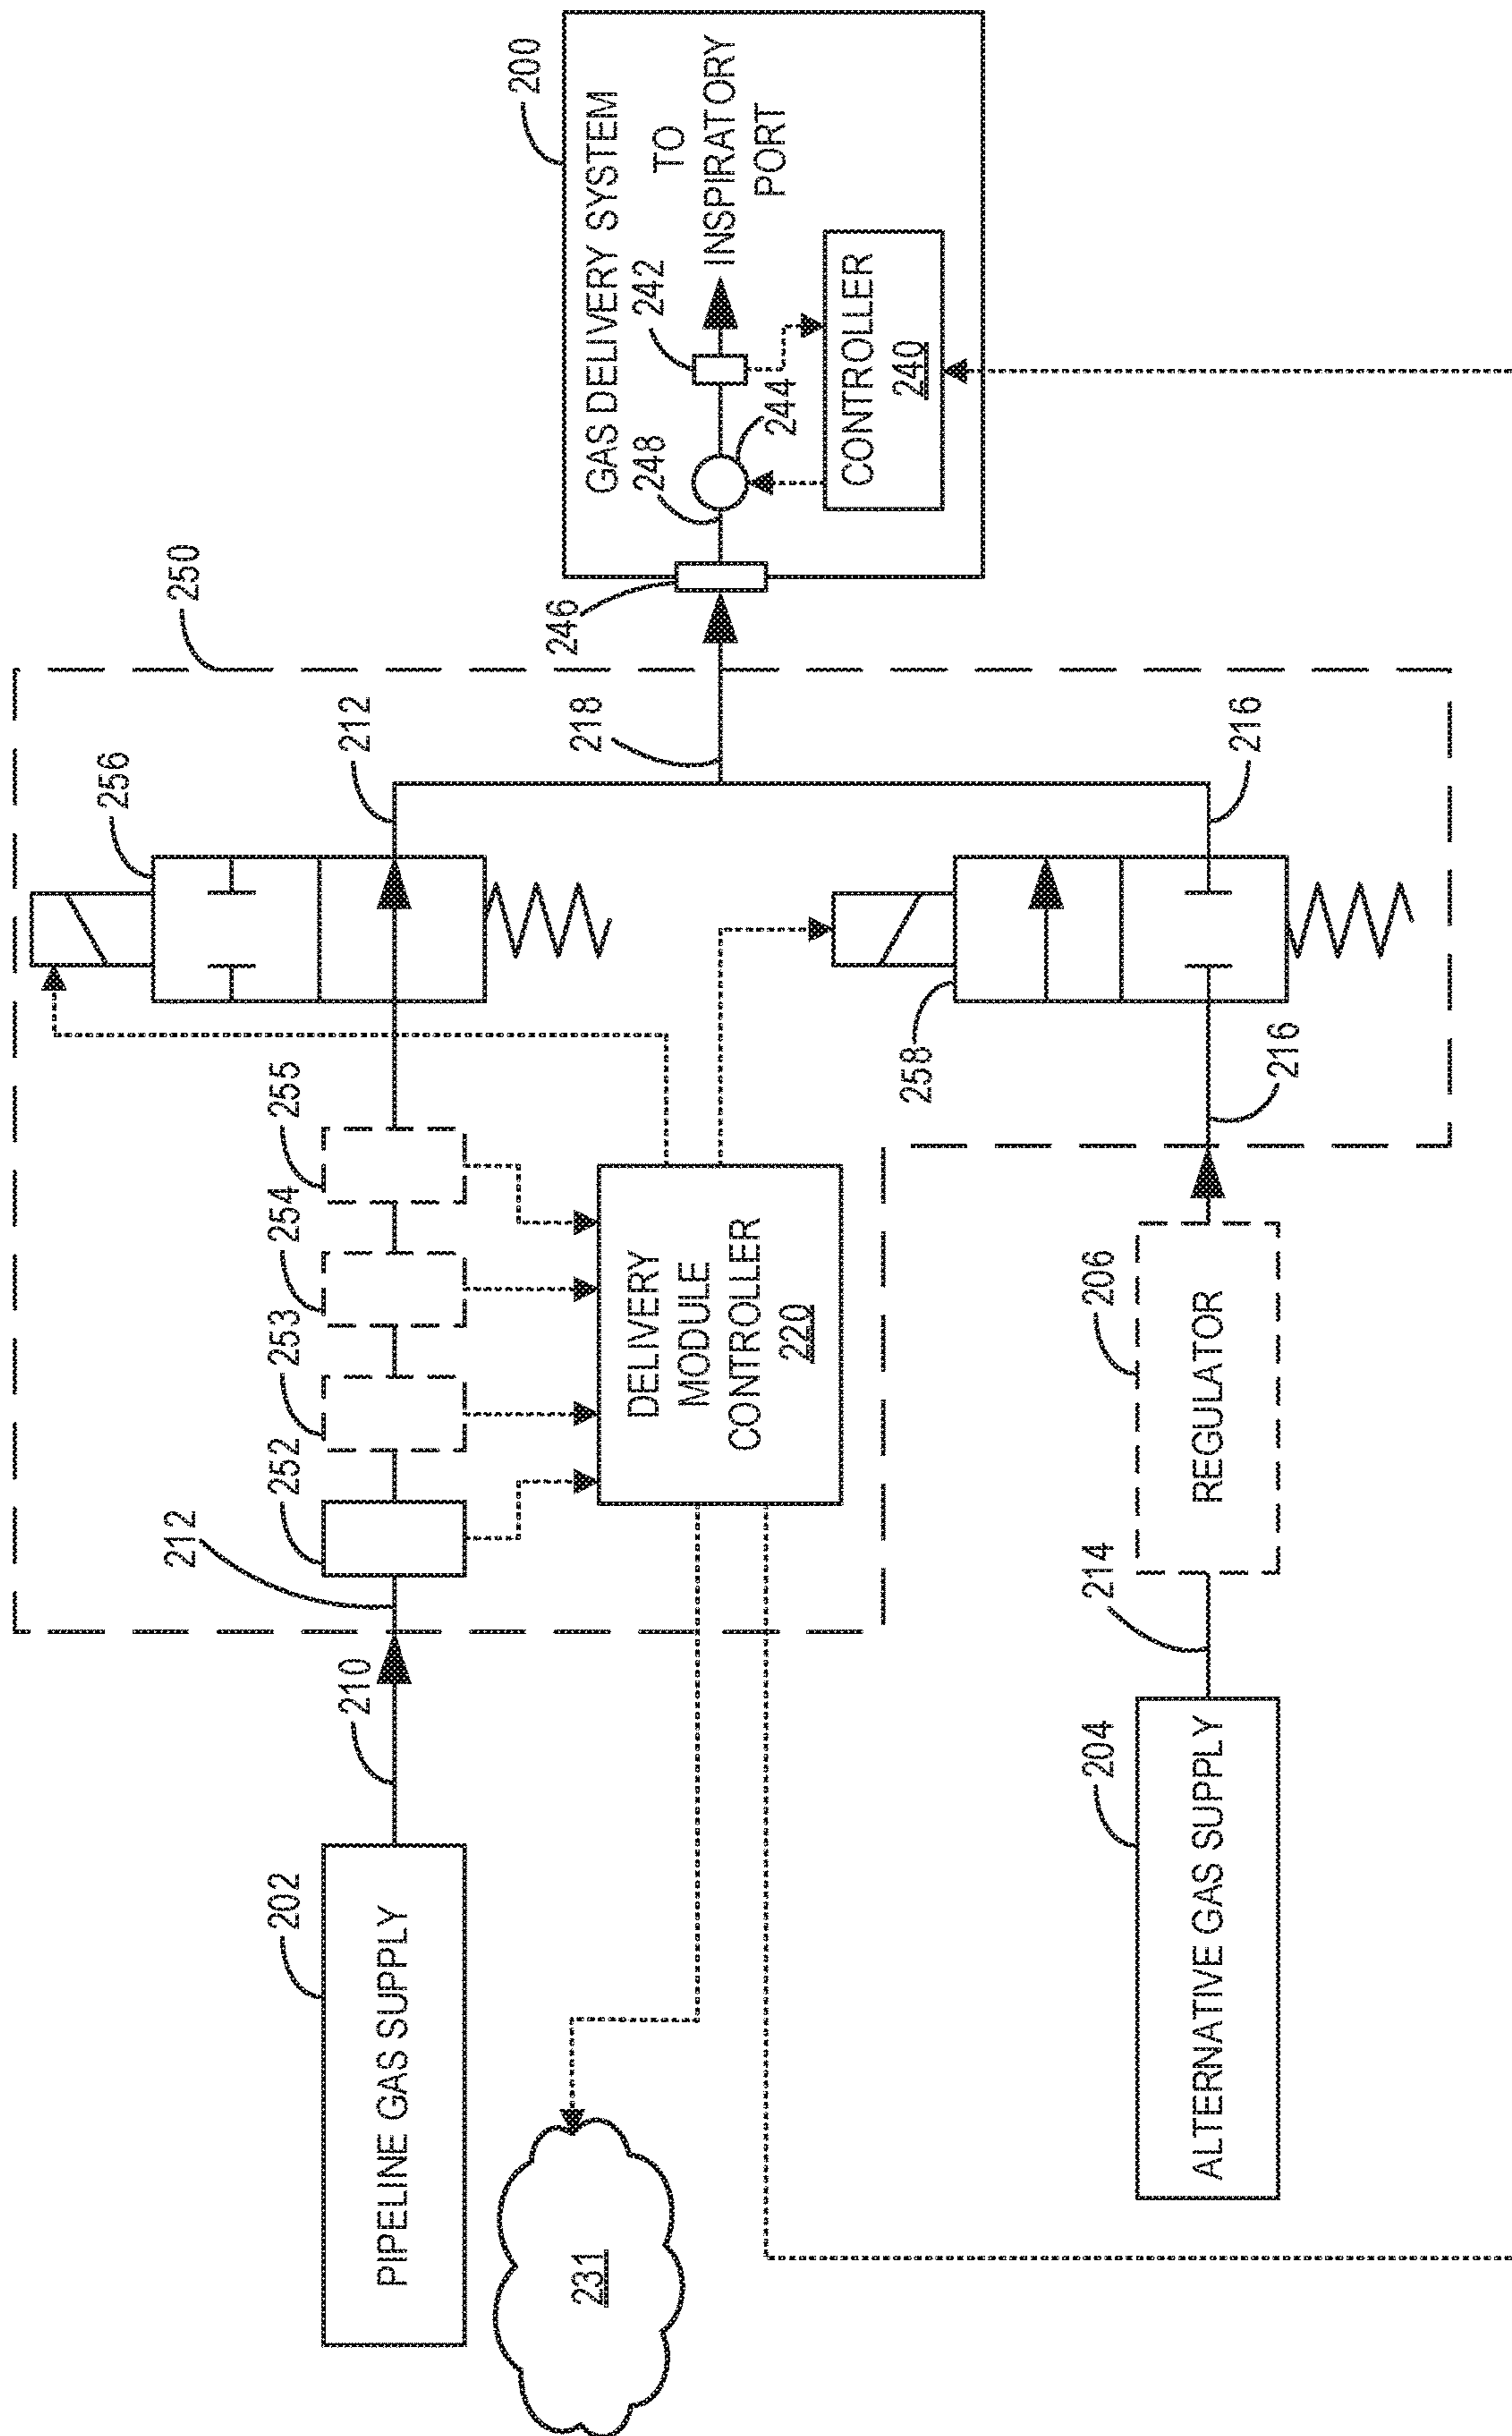 202
PIPELINE GAS SUPPLY
210
212
252
253
254
255
256
212
250
218
246
200
GAS DELIVERY SYSTEM
248
242
244
TO
INSPIRATORY
PORT
CONTROLLER
240
231
DELIVERY
MODULE
CONTROLLER
220
258
216
216
204
ALTERNATIVE GAS SUPPLY
214
206
REGULATOR